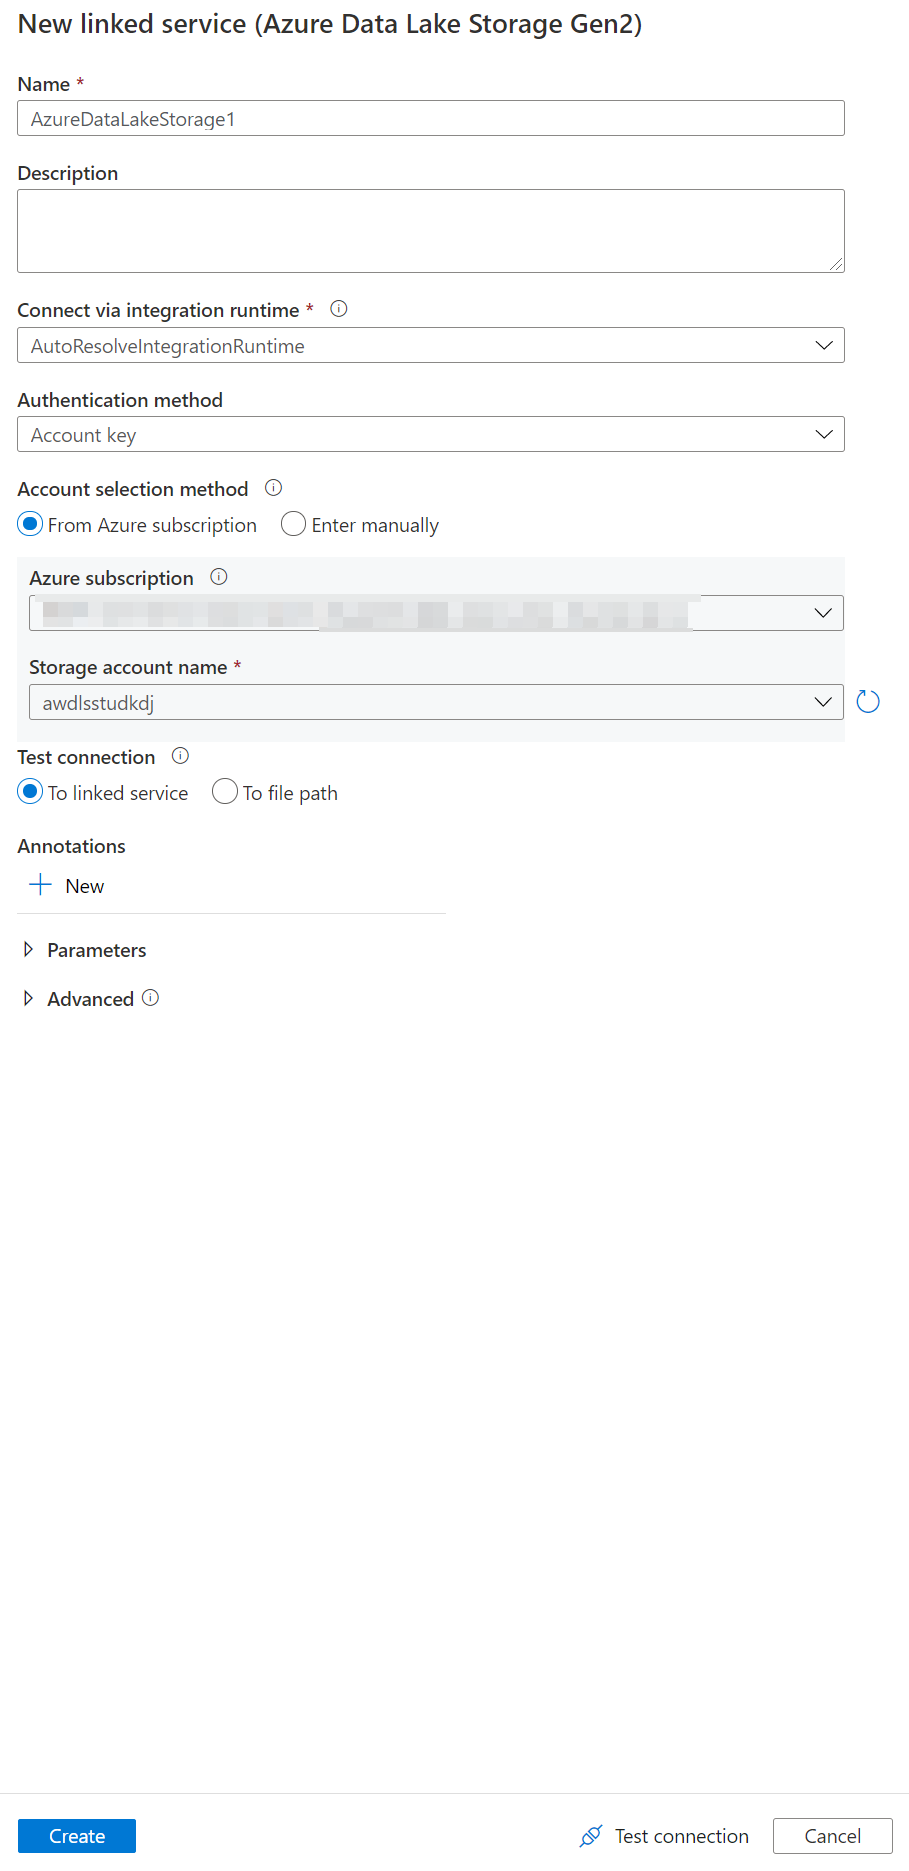 New linked service (Azure Data Lake Storage Gen2)
Name *
AzureDataLakeStorage1
Description
Connect via integration runtime *
AutoResolveIntegrationRuntime
Authentication method
Account key
Account selection method
From Azure subscription Enter manually
Azure subscription
Storage account name *
awdlsstudkdj
Test connection
To linked service To file path
Annotations
New
Parameters
Advanced
Create Test connection Cancel